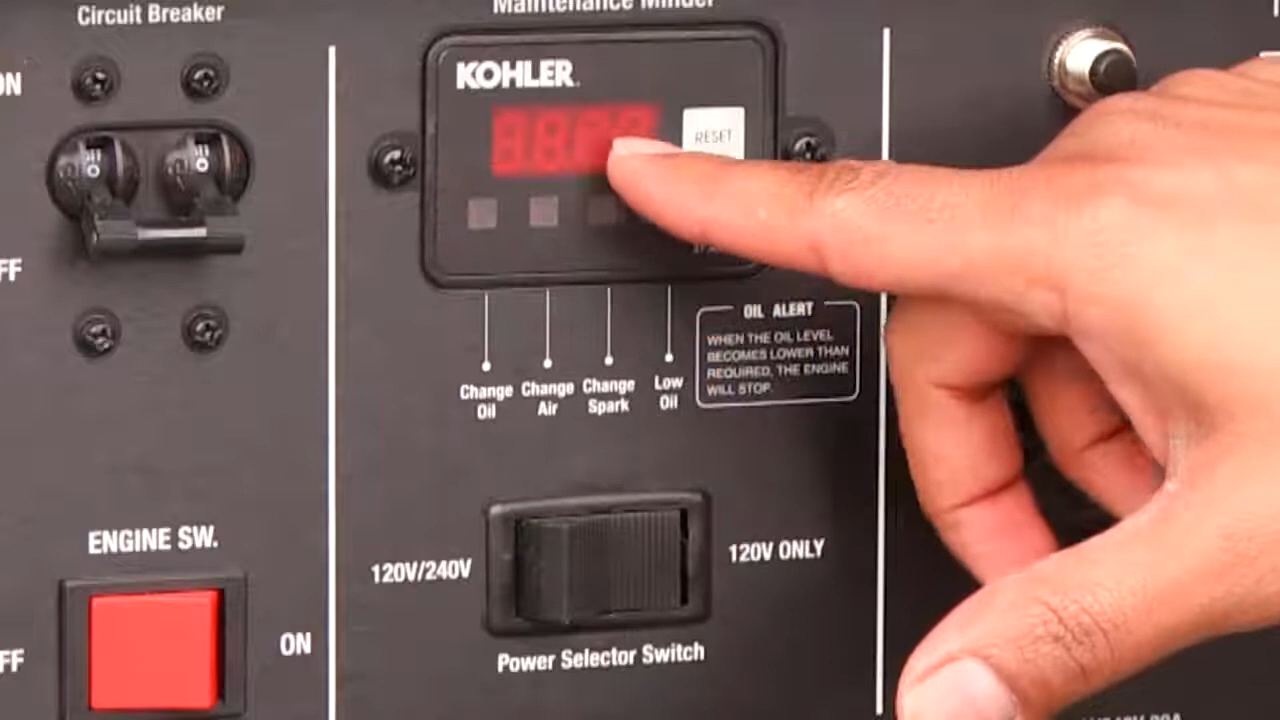 Circuit Breaker
Maintenance Minder
ON
KOHLER
RESET
OFF
OIL ALERT
WHEN THE OIL LEVEL
BECOMES LOWER THAN
REQUIRED, THE ENGINE
WILL STOP.
Change
Oil
Change
Air
Change
Spark
Low
Oil
ENGINE SW.
120V/240V
120V ONLY
ON
OFF
Power Selector Switch